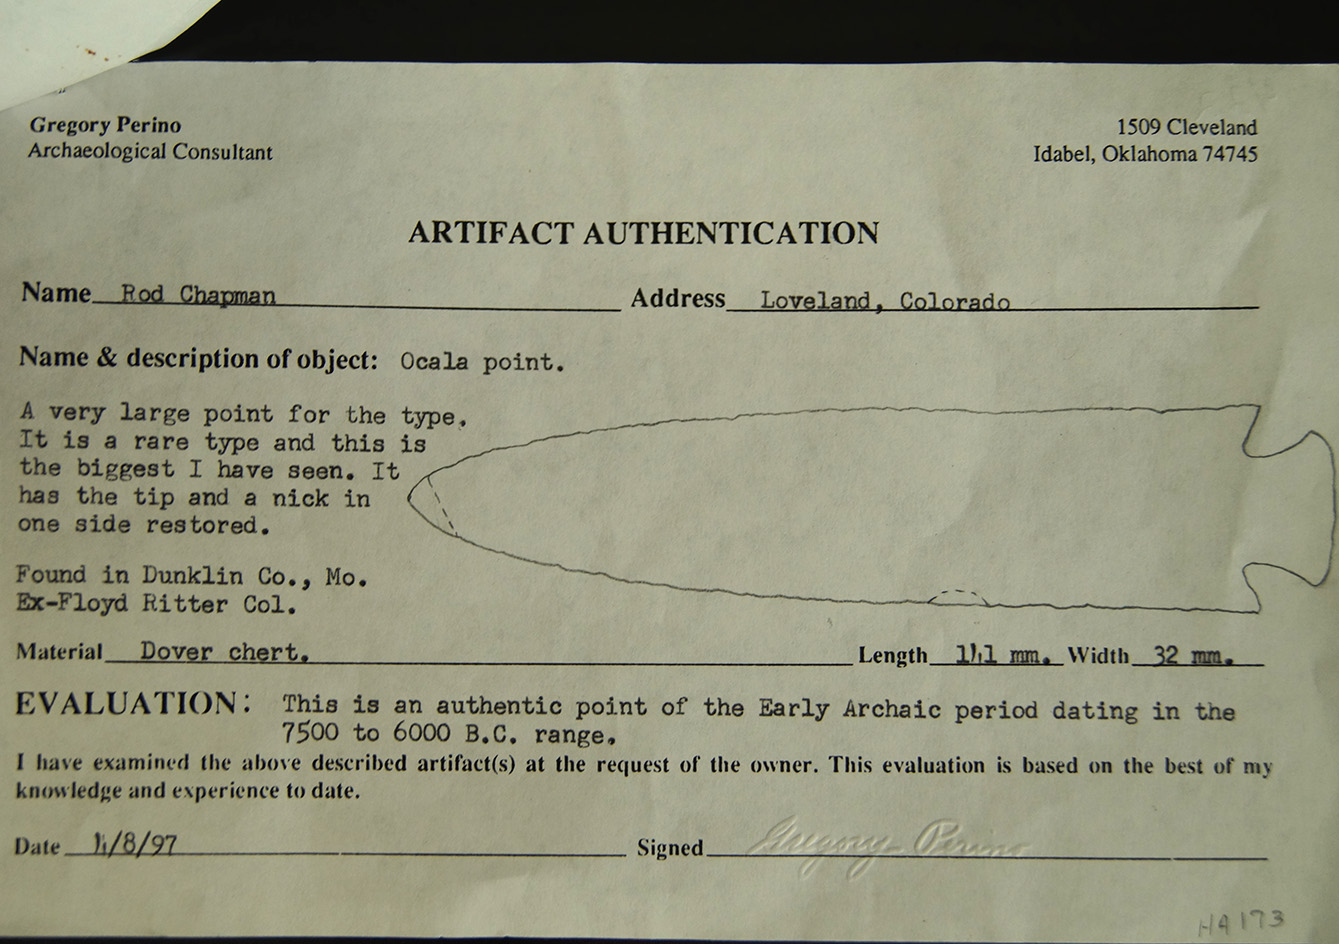 Gregory Perino
Archaeological Consultant
1509 Cleveland
Idabel, Oklahoma 74745
ARTIFACT AUTHENTICATION
Name Rod Chapman Address Loveland, Colorado
Name & description of object: Ocala point.
A very large point for the type.
It is a rare type and this is
the biggest I have seen. It
has the tip and a nick in
one side restored.
Found in Dunklin Co., Mo.
Ex-Floyd Ritter Col.
Material Dover chert. Length 141 mm. Width 32 mm.
EVALUATION: This is an authentic point of the Early Archaic period dating in the
7500 to 6000 B.C. range.
I have examined the above described artifact(s) at the request of the owner. This evaluation is based on the best of my
knowledge and experience to date.
Date 4/8/97 Signed Gregory Perino
HA173